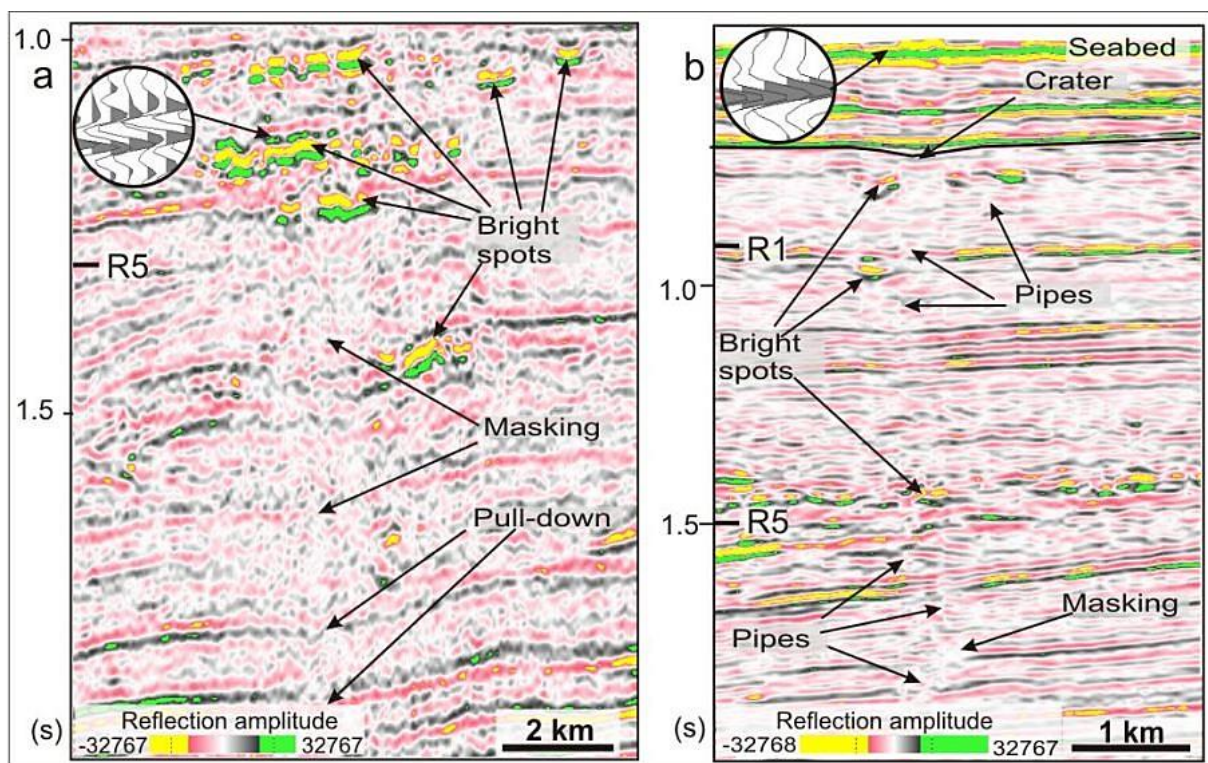 1.0
a
Bright
spots
R5
1.5
Masking
Pull-down
(s)
Reflection amplitude
-32767
32767
2 km
b
Seabed
Crater
R1
1.0
Pipes
Bright
spots
1.5
R5
Masking
Pipes
(s)
Reflection amplitude
-32768
32767
1 km